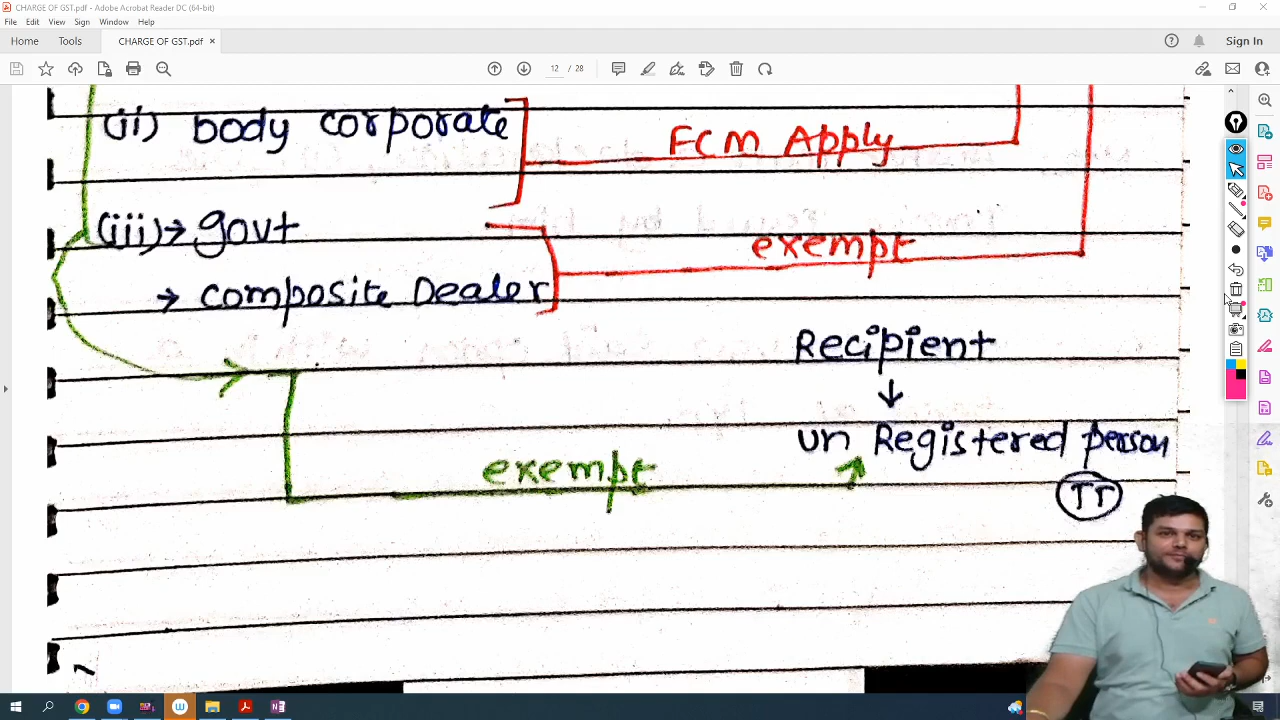 CHARGE OF GST.pdf - Adobe Acrobat Reader DC (64-bit)
File Edit View Sign Window Help
Home Tools CHARGE OF GST.pdf × Sign In
12 / 28
(ii) body corporate
FCM Apply
(iii) → govt
exempt
→ composite Dealer
Recipient
↓
un Registered person
exempt
II